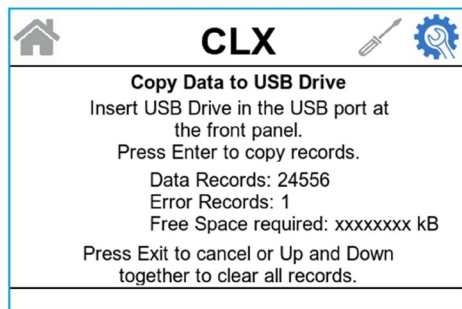 CLX
Copy Data to USB Drive
Insert USB Drive in the USB port at
the front panel.
Press Enter to copy records.
Data Records: 24556
Error Records: 1
Free Space required: xxxxxxxx kB
Press Exit to cancel or Up and Down
together to clear all records.